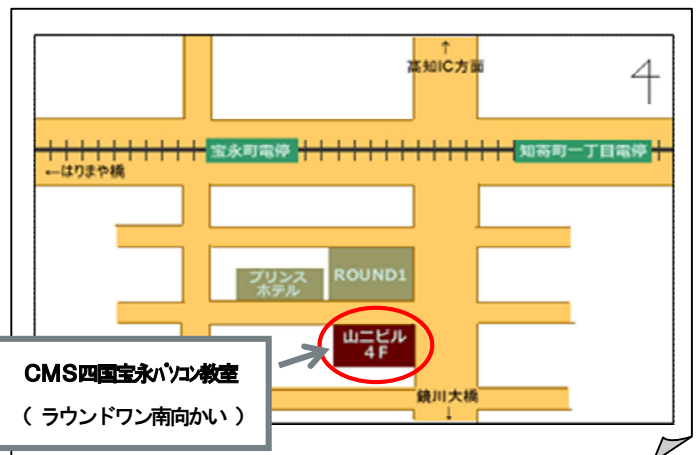 ↑
高知IC方面
宝永町電停
知寄町一丁目電停
←はりまや橋
プリンス
ホテル
ROUND1
山二ビル
4F
CMS四国宝永パソコン教室
（ ラウンドワン南向かい ）
鏡川大橋
↓